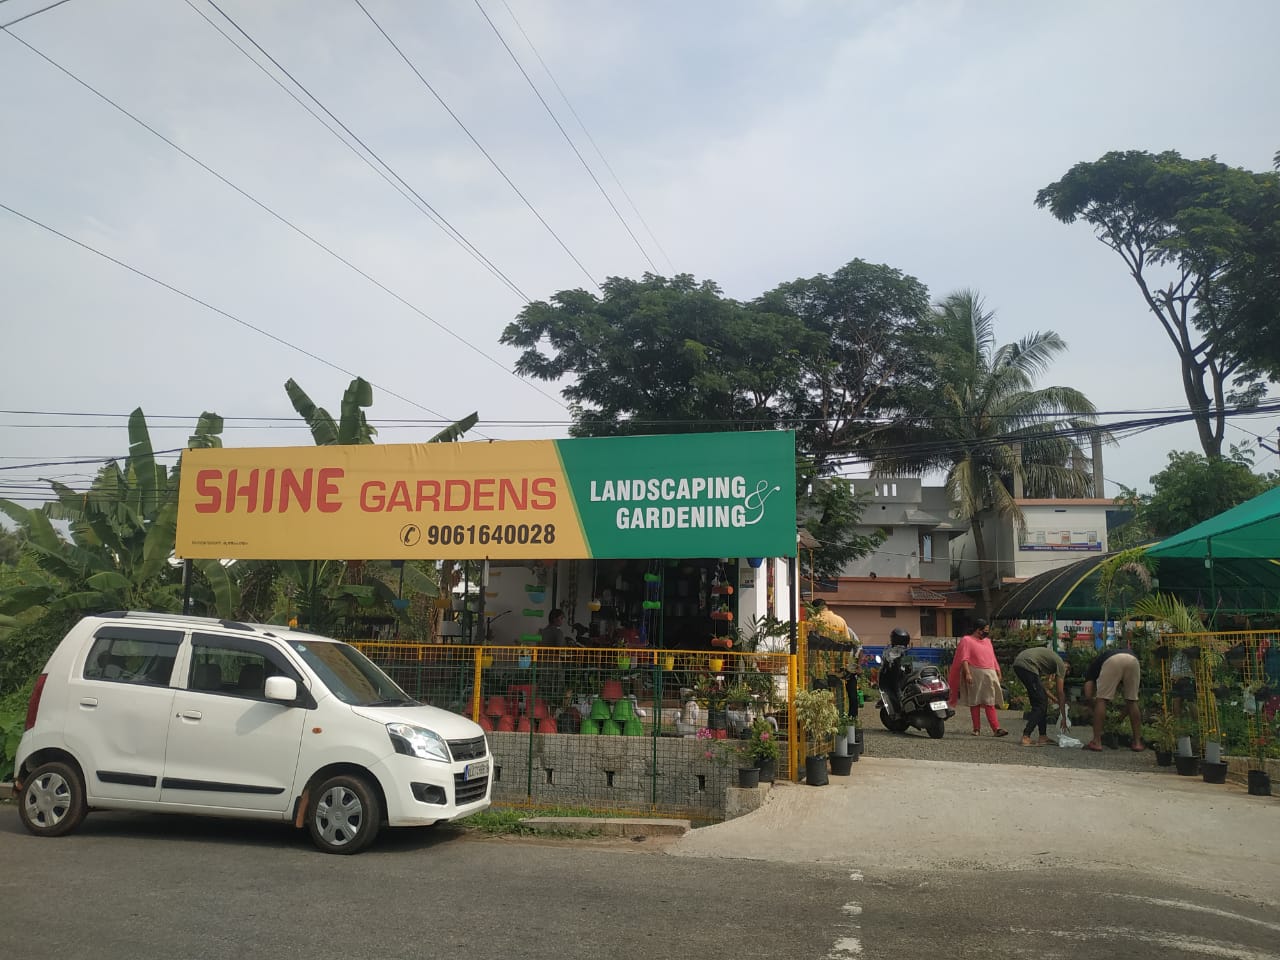 SHINE GARDENS
9061640028
LANDSCAPING &
GARDENING